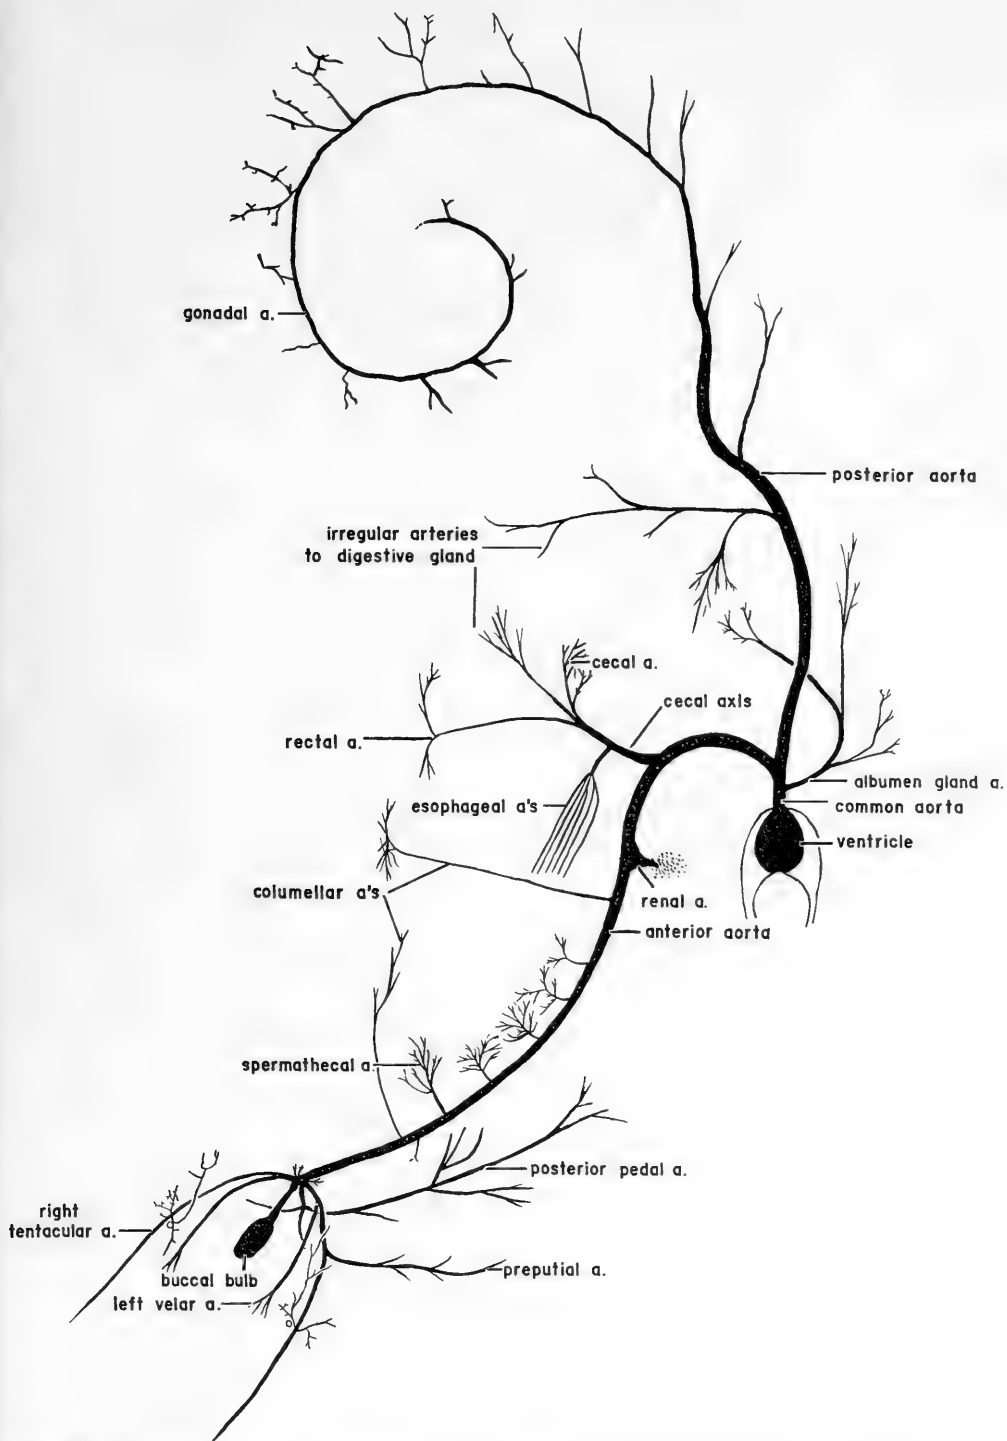 gonadal a.
posterior aorta
irregular arteries
to digestive gland
cecal a.
cecal axis
rectal a.
albumen gland a.
esophageal a's
common aorta
ventricle
columellar a's
renal a.
anterior aorta
spermathecal a.
posterior pedal a.
right
tentacular a.
preputial a.
buccal bulb
left velar a.